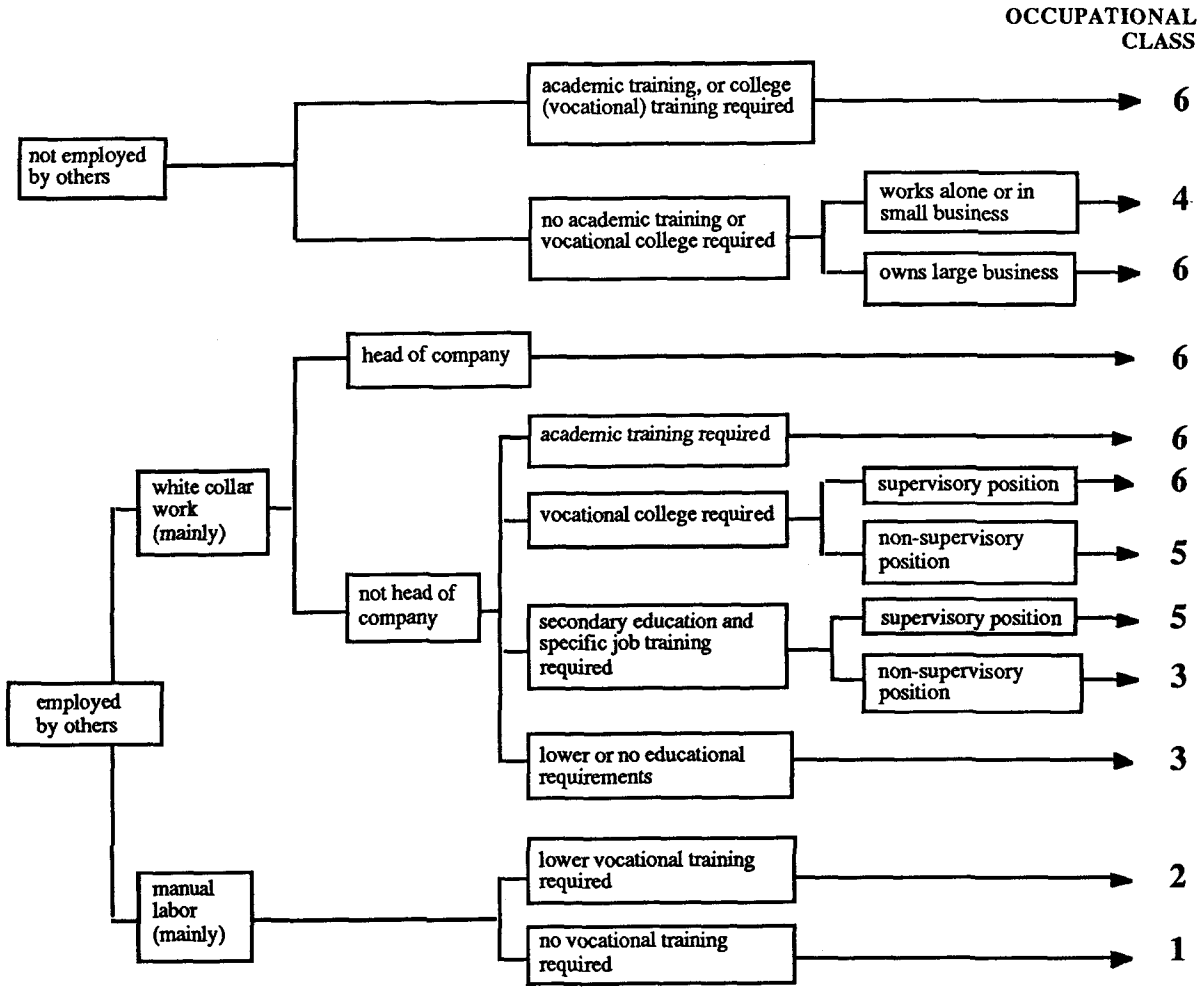 OCCUPATIONAL
CLASS
academic training, or college
(vocational) training required
6
not employed
by others
works alone or in
small business
4
no academic training or
vocational college required
owns large business
6
head of company
6
academic training required
6
white collar
work
(mainly)
supervisory position
6
vocational college required
non-supervisory
position
5
not head of
company
secondary education and
specific job training
required
supervisory position
5
non-supervisory
position
3
employed
by others
lower or no educational
requirements
3
lower vocational training
required
2
manual
labor
(mainly)
no vocational training
required
1